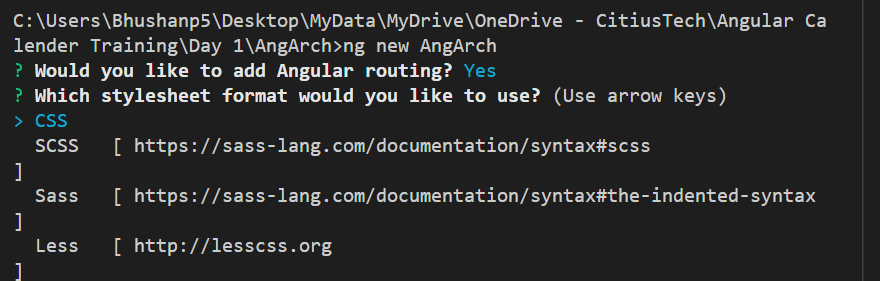 C:\Users\Bhushanp5\Desktop\MyData\MyDrive\OneDrive - CitiusTech\Angular Ca
lender Training\Day 1\AngArch>ng new AngArch
? Would you like to add Angular routing? Yes
? Which stylesheet format would you like to use? (Use arrow keys)
> CSS
  SCSS   [ https://sass-lang.com/documentation/syntax#scss
]
  Sass   [ https://sass-lang.com/documentation/syntax#the-indented-syntax
]
  Less   [ http://lesscss.org
]